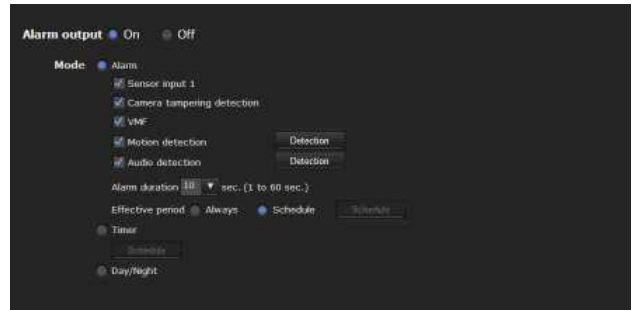 Alarm output On Off
Mode Alarm
Sensor input 1
Camera tampering detection
VMF
Motion detection Detection
Audio detection Detection
Alarm duration 10 sec. (1 to 60 sec.)
Effective period Always Schedule Schedule
Timer
Schedule
Day/Night